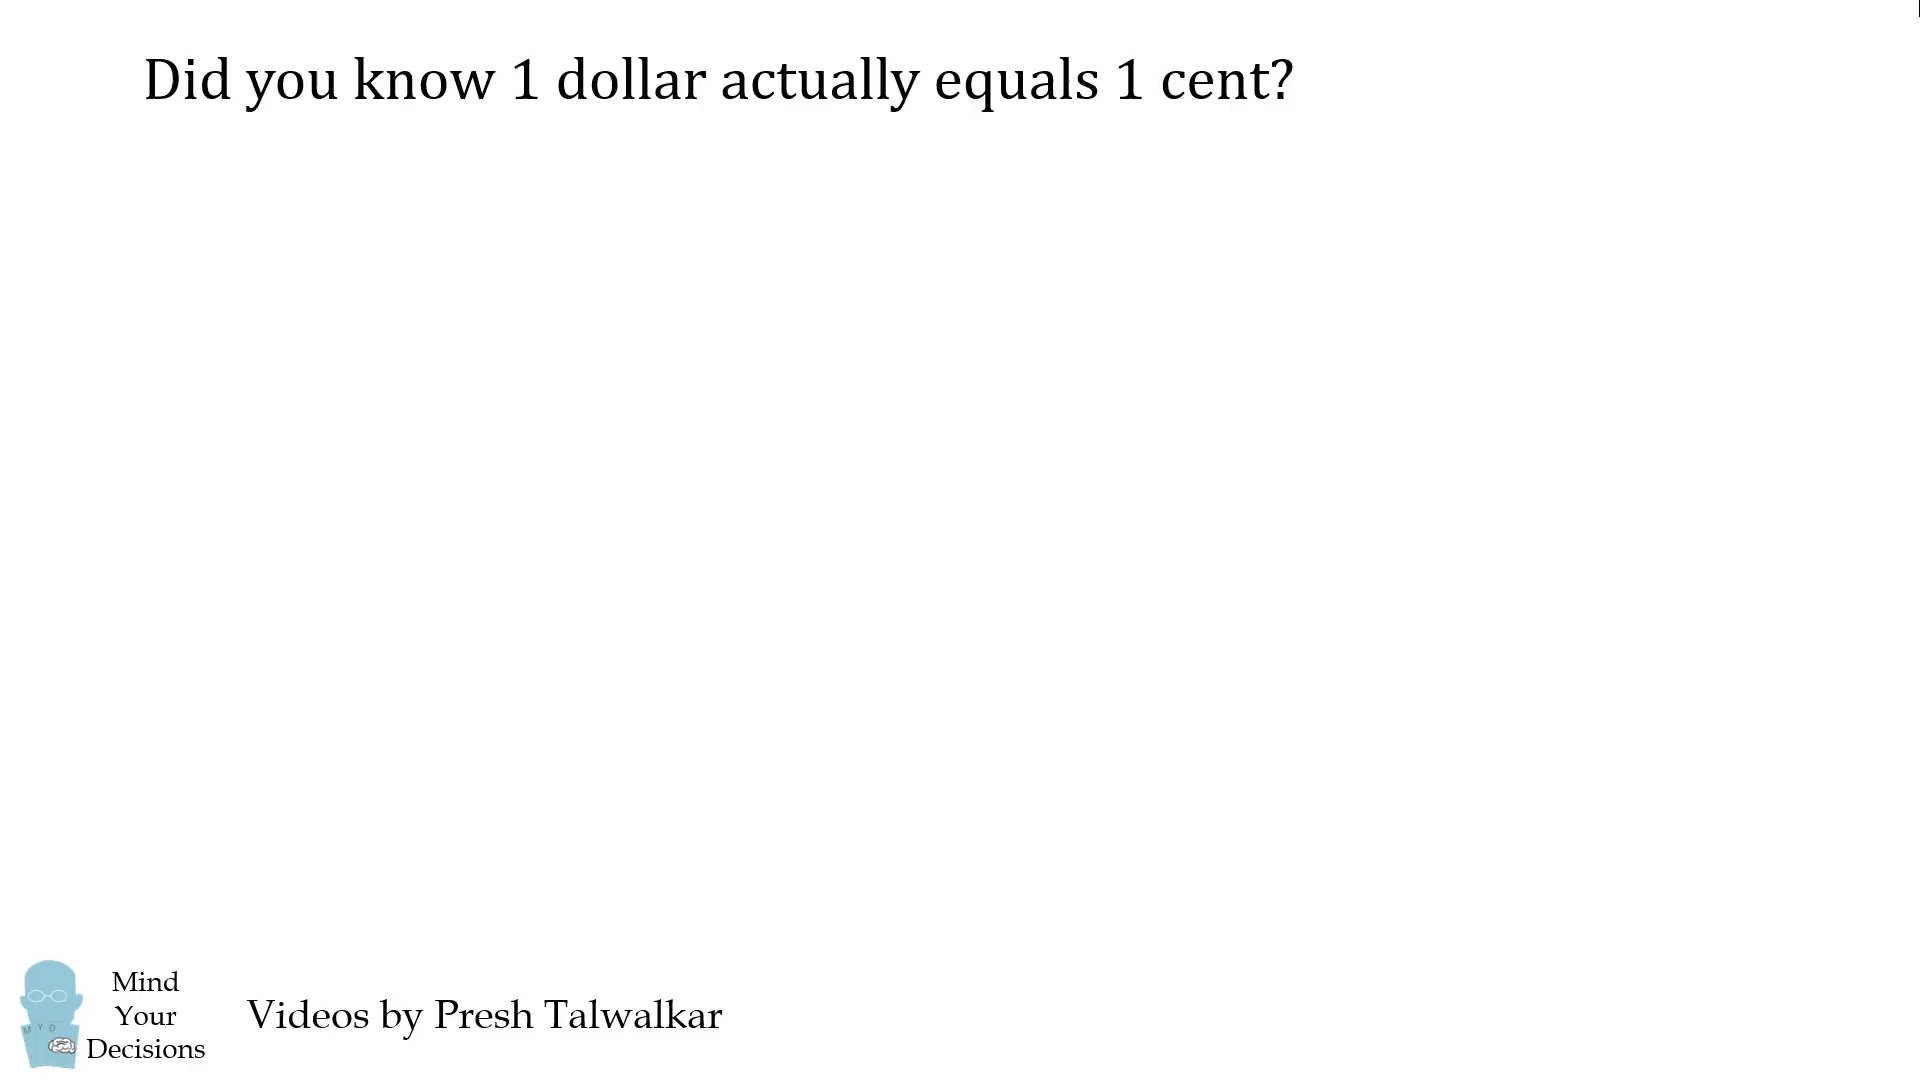 Did you know 1 dollar actually equals 1 cent?
Mind
Your
Decisions
Videos by Presh Talwalkar
M Y D